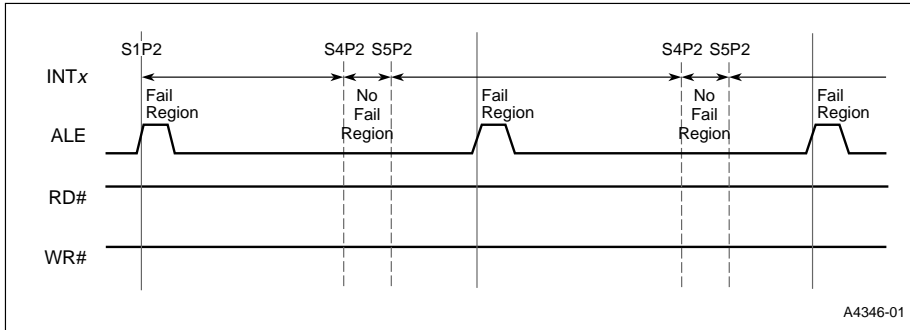 S1P2 S4P2 S5P2 S4P2 S5P2
INTx
Fail Region
No Fail Region
Fail Region
No Fail Region
Fail Region
ALE
RD#
WR#
A4346-01